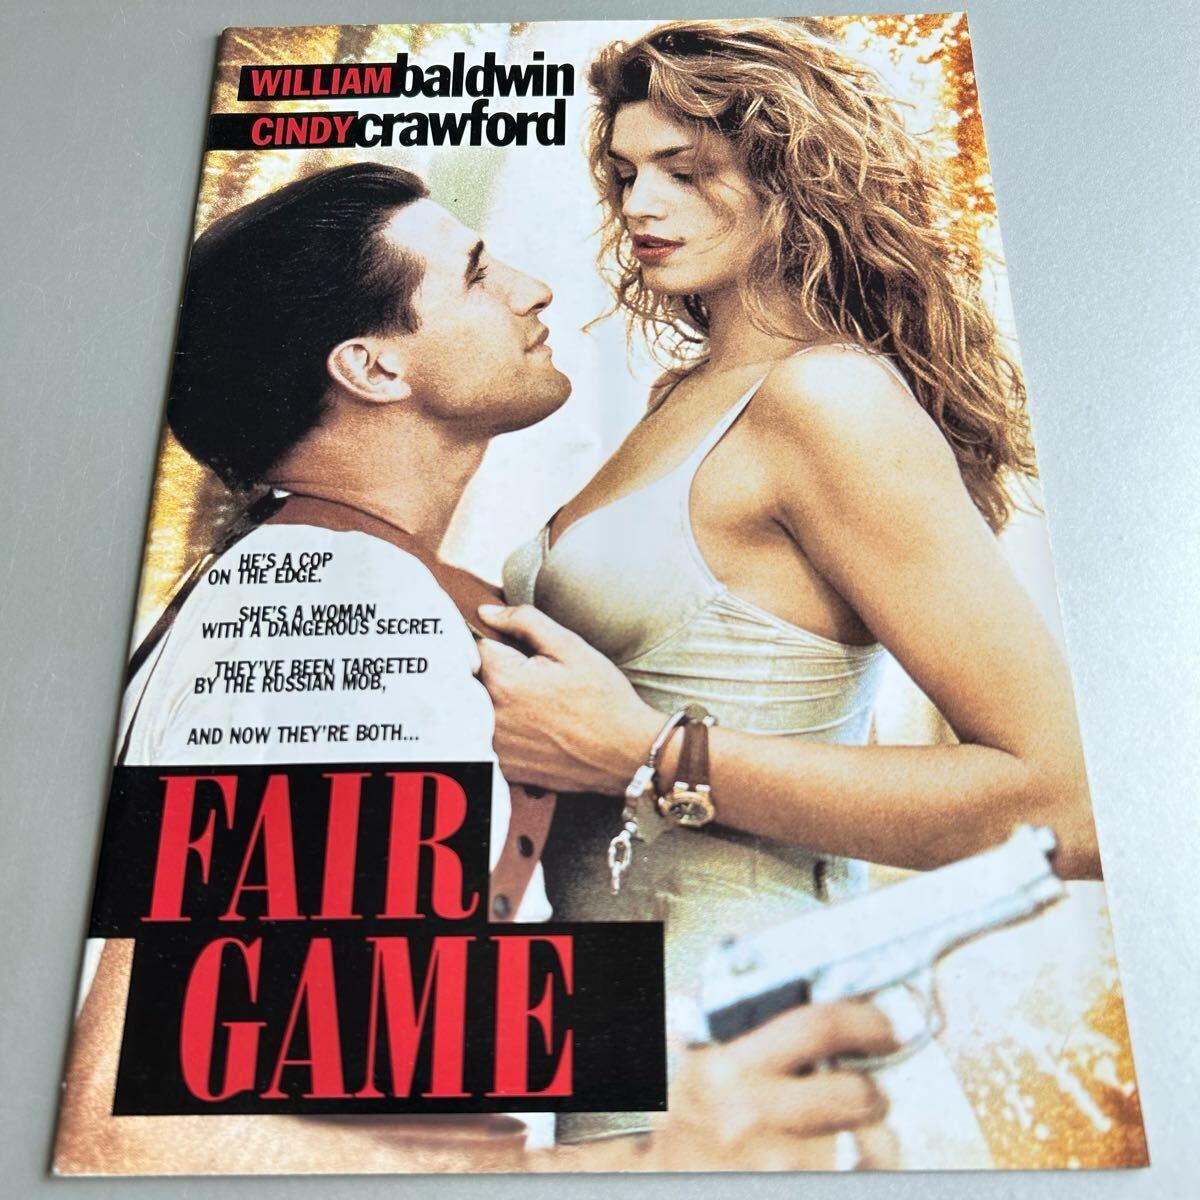 WILLIAM baldwin
CINDY crawford
HE'S A COP
ON THE EDGE.
SHE'S A WOMAN
WITH A DANGEROUS SECRET.
THEY'VE BEEN TARGETED
BY THE RUSSIAN MOB,
AND NOW THEY'RE BOTH...
FAIR
GAME